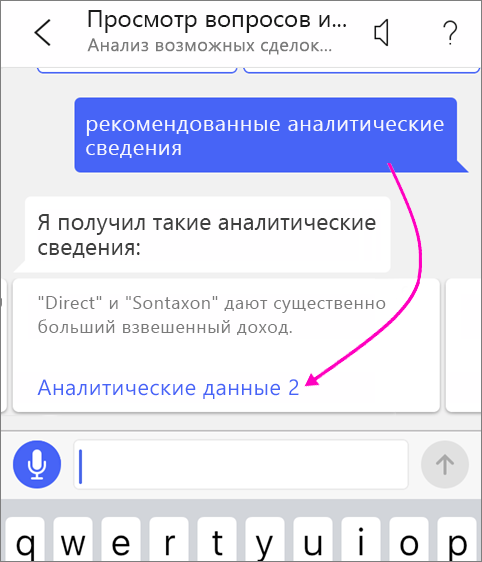 Просмотр вопросов и...
Анализ возможных сделок...
?
рекомендованные аналитические
сведения
Я получил такие аналитические
сведения:
"Direct" и "Sontaxon" дают существенно
больший взвешенный доход.
Аналитические данные 2
q w e r t y u i o p